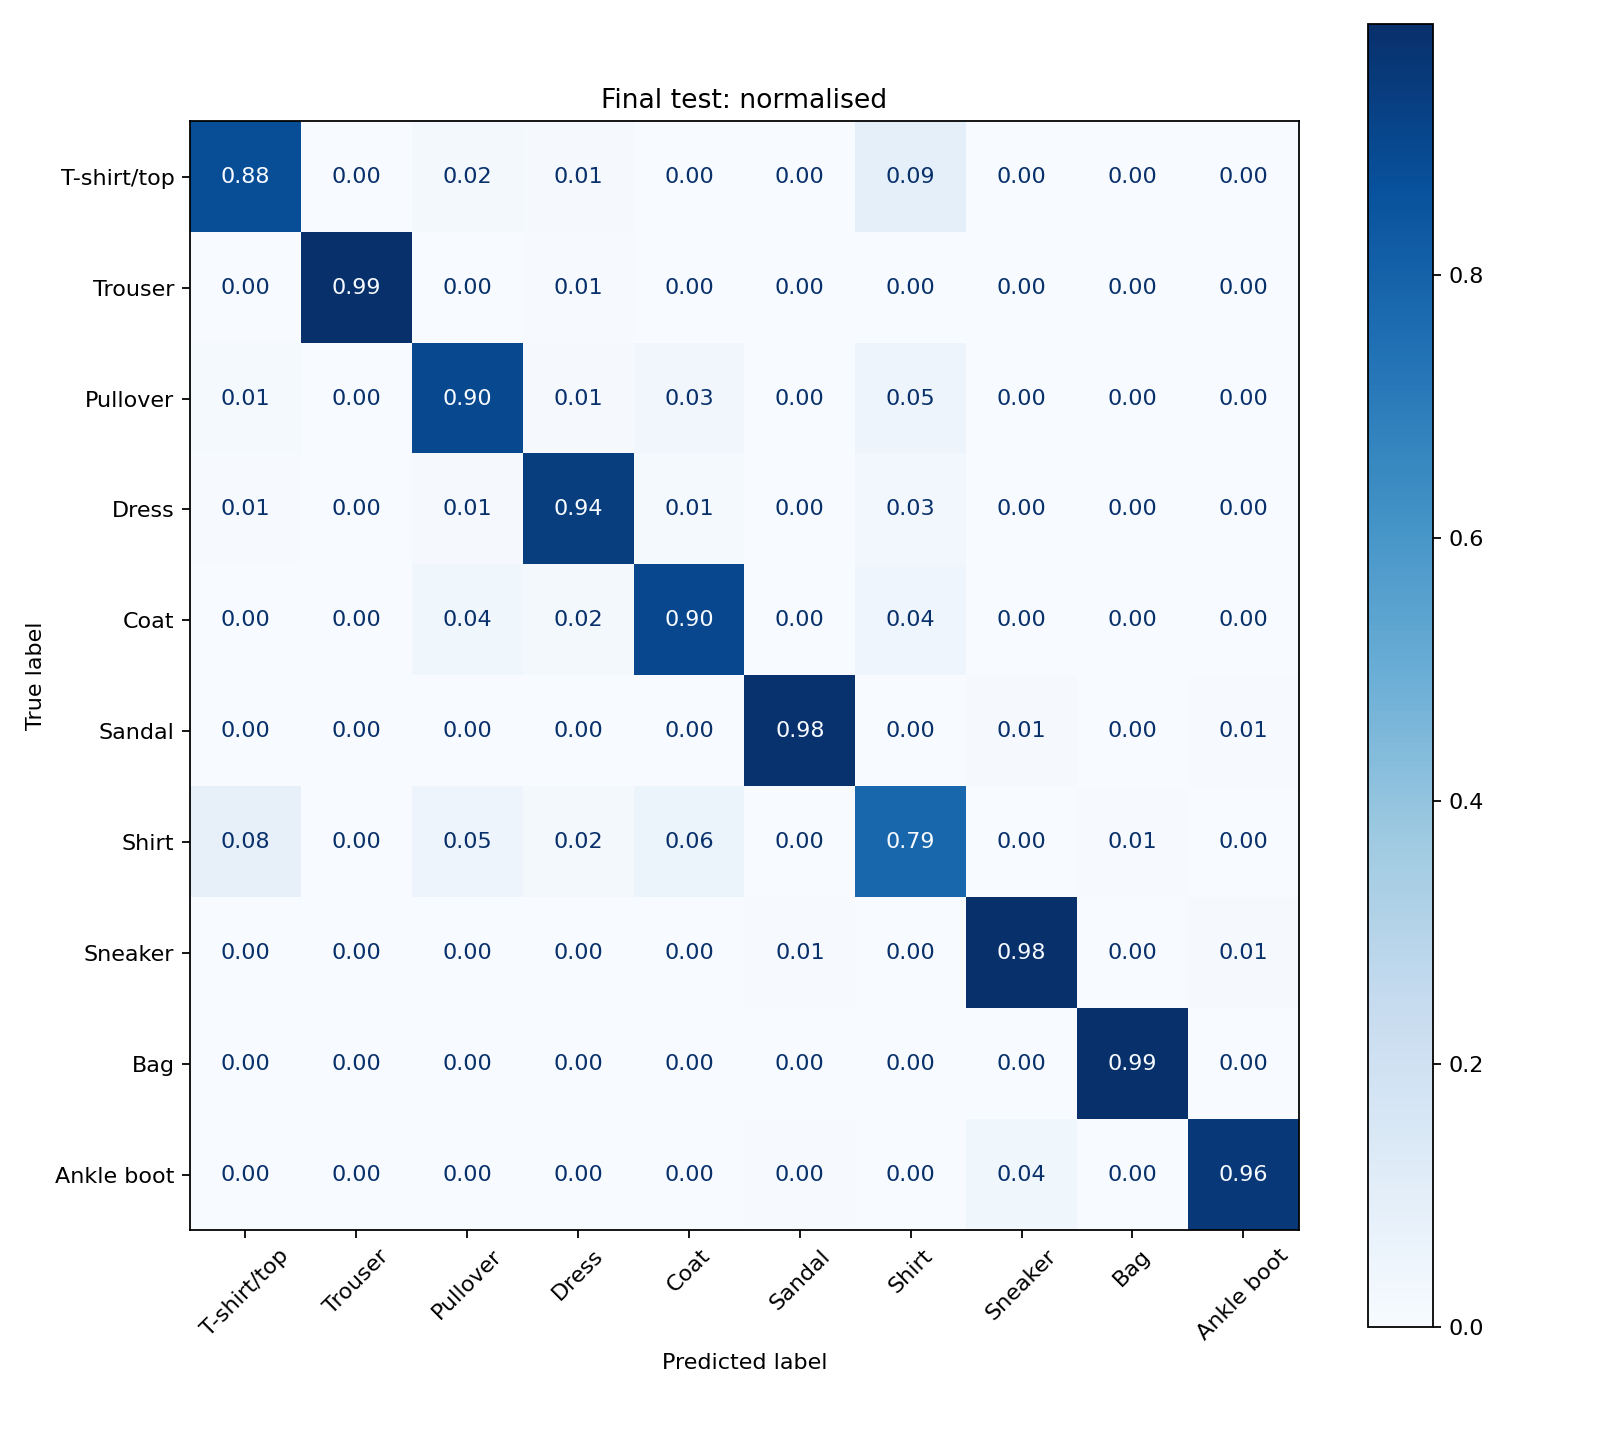 Final test: normalised
T-shirt/top 0.88 0.00 0.02 0.01 0.00 0.00 0.09 0.00 0.00 0.00
Trouser 0.00 0.99 0.00 0.01 0.00 0.00 0.00 0.00 0.00 0.00
Pullover 0.01 0.00 0.90 0.01 0.03 0.00 0.05 0.00 0.00 0.00
Dress 0.01 0.00 0.01 0.94 0.01 0.00 0.03 0.00 0.00 0.00
Coat 0.00 0.00 0.04 0.02 0.90 0.00 0.04 0.00 0.00 0.00
Sandal 0.00 0.00 0.00 0.00 0.00 0.98 0.00 0.01 0.00 0.01
Shirt 0.08 0.00 0.05 0.02 0.06 0.00 0.79 0.00 0.01 0.00
Sneaker 0.00 0.00 0.00 0.00 0.00 0.01 0.00 0.98 0.00 0.01
Bag 0.00 0.00 0.00 0.00 0.00 0.00 0.00 0.00 0.99 0.00
Ankle boot 0.00 0.00 0.00 0.00 0.00 0.00 0.00 0.04 0.00 0.96
True label
T-shirt/top Trouser Pullover Dress Coat Sandal Shirt Sneaker Bag Ankle boot
Predicted label
0.8
0.6
0.4
0.2
0.0